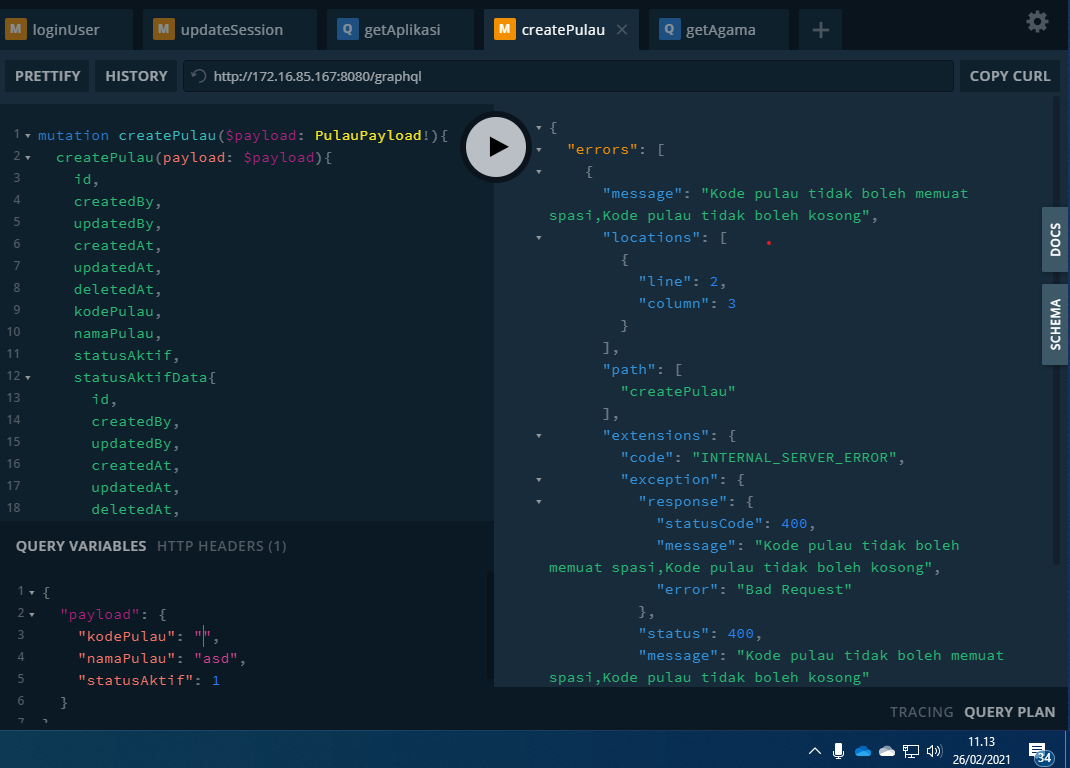 M loginUser
M updateSession
Q getAplikasi
M createPulau
Q getAgama
PRETTIFY
HISTORY
http://172.16.85.167:8080/graphql
COPY CURL
1 mutation createPulau($payload: PulauPayload!){
2 createPulau(payload: $payload){
3 id,
4 createdBy,
5 updatedBy,
6 createdAt,
7 updatedAt,
8 deletedAt,
9 kodePulau,
10 namaPulau,
11 statusAktif,
12 statusAktifData{
13 id,
14 createdBy,
15 updatedBy,
16 createdAt,
17 updatedAt,
18 deletedAt,
QUERY VARIABLES HTTP HEADERS (1)
1 {
2 "payload": {
3 "kodePulau": "",
4 "namaPulau": "asd",
5 "statusAktif": 1
6 }
7 }
{
"errors": [
{
"message": "Kode pulau tidak boleh memuat
spasi,Kode pulau tidak boleh kosong",
"locations": [
{
"line": 2,
"column": 3
}
],
"path": [
"createPulau"
],
"extensions": {
"code": "INTERNAL_SERVER_ERROR",
"exception": {
"response": {
"statusCode": 400,
"message": "Kode pulau tidak boleh
memuat spasi,Kode pulau tidak boleh kosong",
"error": "Bad Request"
},
"status": 400,
"message": "Kode pulau tidak boleh memuat
spasi,Kode pulau tidak boleh kosong"
DOCS
SCHEMA
TRACING QUERY PLAN
11.13
26/02/2021
34